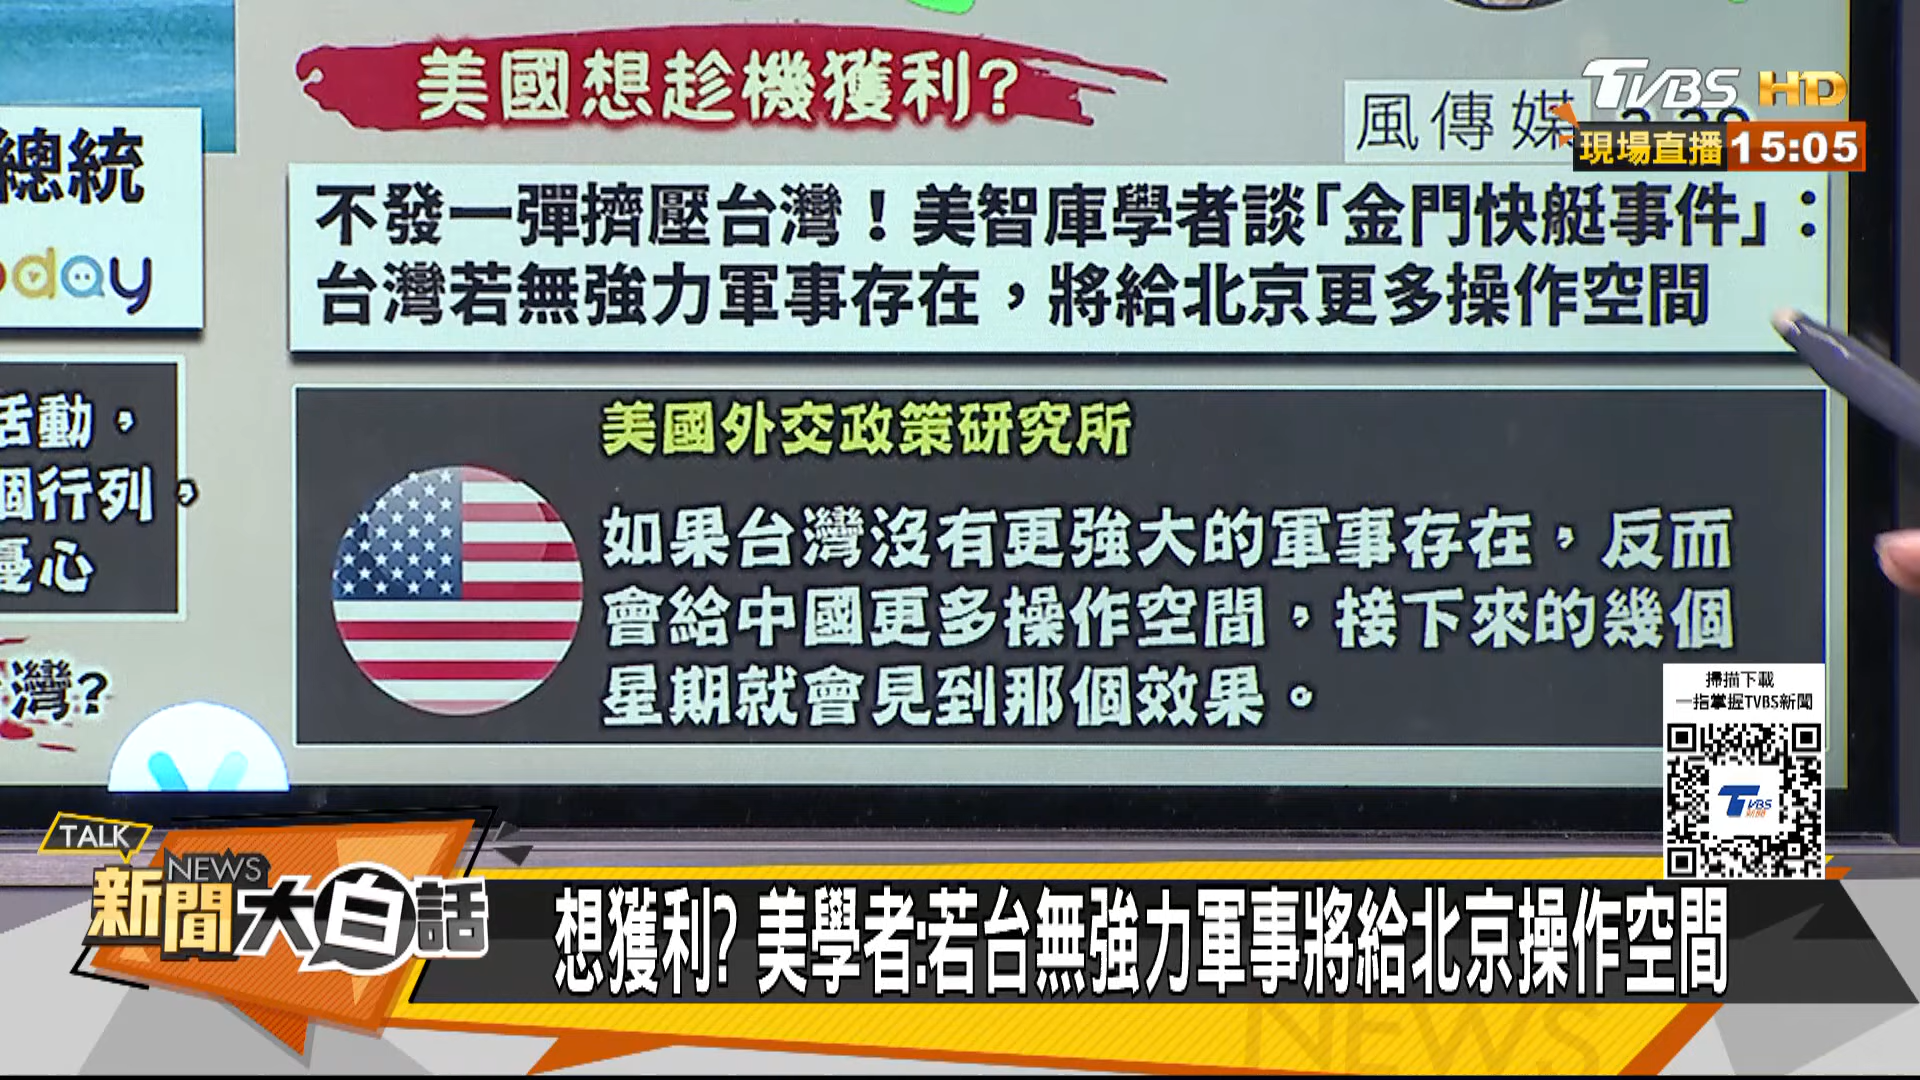 美國想趁機獲利?
風傳媒
TVBS HD
現場直播 15:05
總統
oday
不發一彈擠壓台灣！美智庫學者談「金門快艇事件」：
台灣若無強力軍事存在，將給北京更多操作空間
活動，
個行列，
憂心
灣?
美國外交政策研究所
如果台灣沒有更強大的軍事存在，反而
會給中國更多操作空間，接下來的幾個
星期就會見到那個效果。
掃描下載
一指掌握TVBS新聞
TVBS
新聞
TALK
NEWS
新聞大白話
想獲利? 美學者:若台無強力軍事將給北京操作空間
NEWS